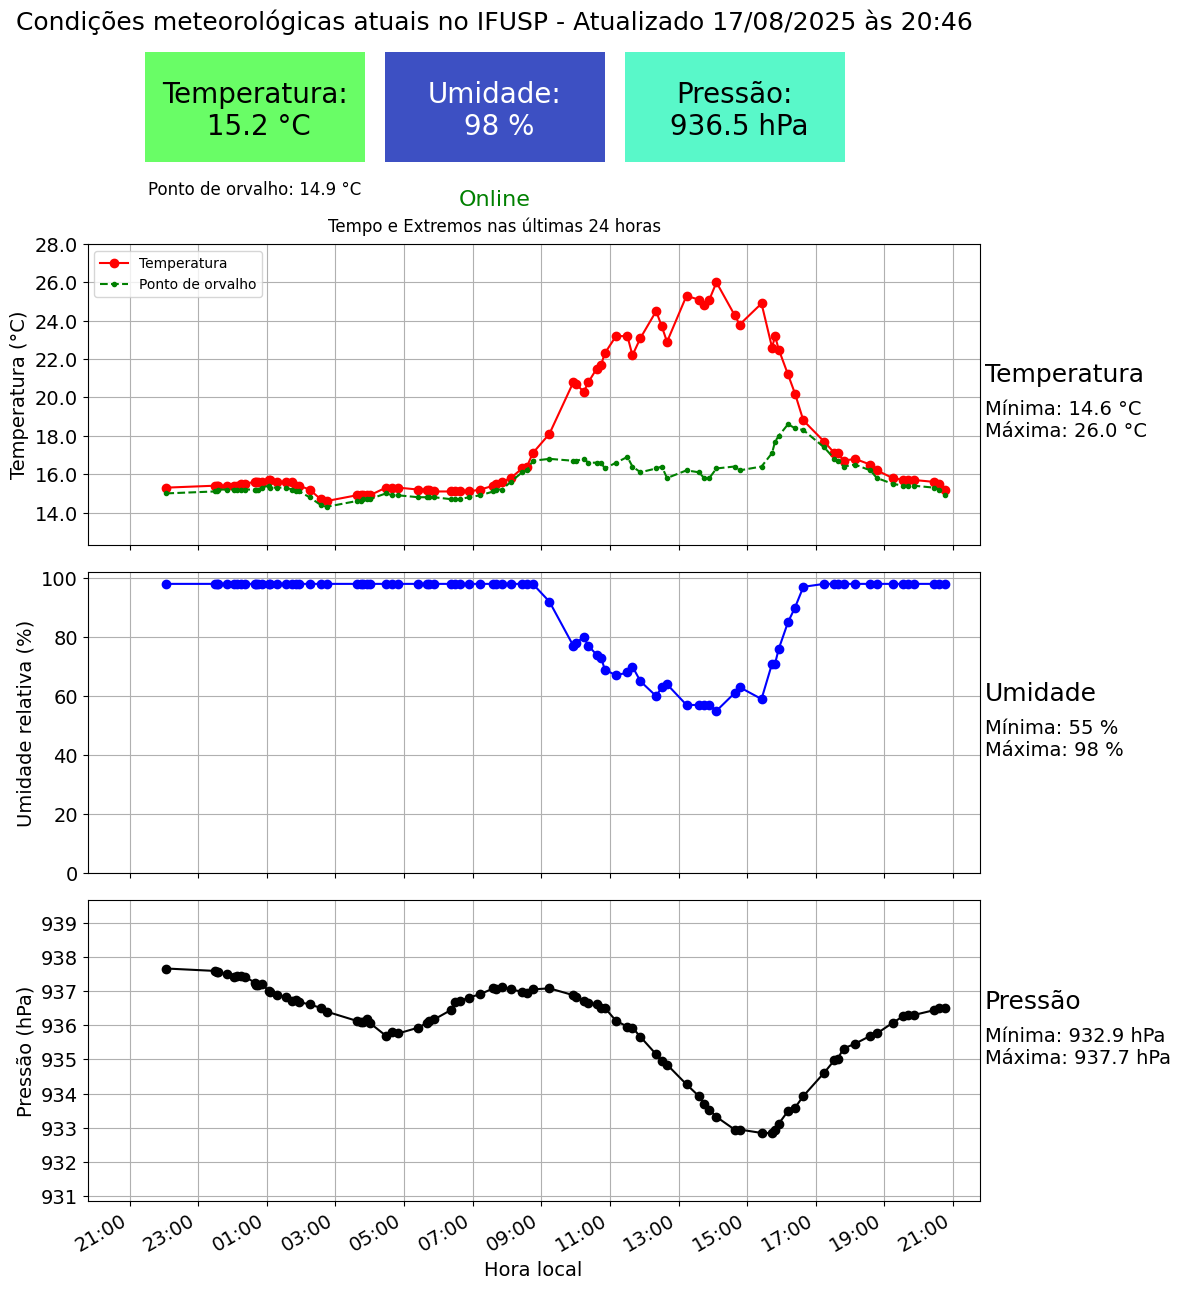 Condições meteorológicas atuais no IFUSP - Atualizado 17/08/2025 às 20:46
Temperatura:
15.2 °C
Umidade:
98 %
Pressão:
936.5 hPa
Ponto de orvalho: 14.9 °C
Online
Tempo e Extremos nas últimas 24 horas
Temperatura (°C)
28.0
26.0
24.0
22.0
20.0
18.0
16.0
14.0
Temperatura
Ponto de orvalho
Temperatura
Mínima: 14.6 °C
Máxima: 26.0 °C
Umidade relativa (%)
100
80
60
40
20
0
Umidade
Mínima: 55 %
Máxima: 98 %
Pressão (hPa)
939
938
937
936
935
934
933
932
931
Pressão
Mínima: 932.9 hPa
Máxima: 937.7 hPa
21:00 23:00 01:00 03:00 05:00 07:00 09:00 11:00 13:00 15:00 17:00 19:00 21:00
Hora local